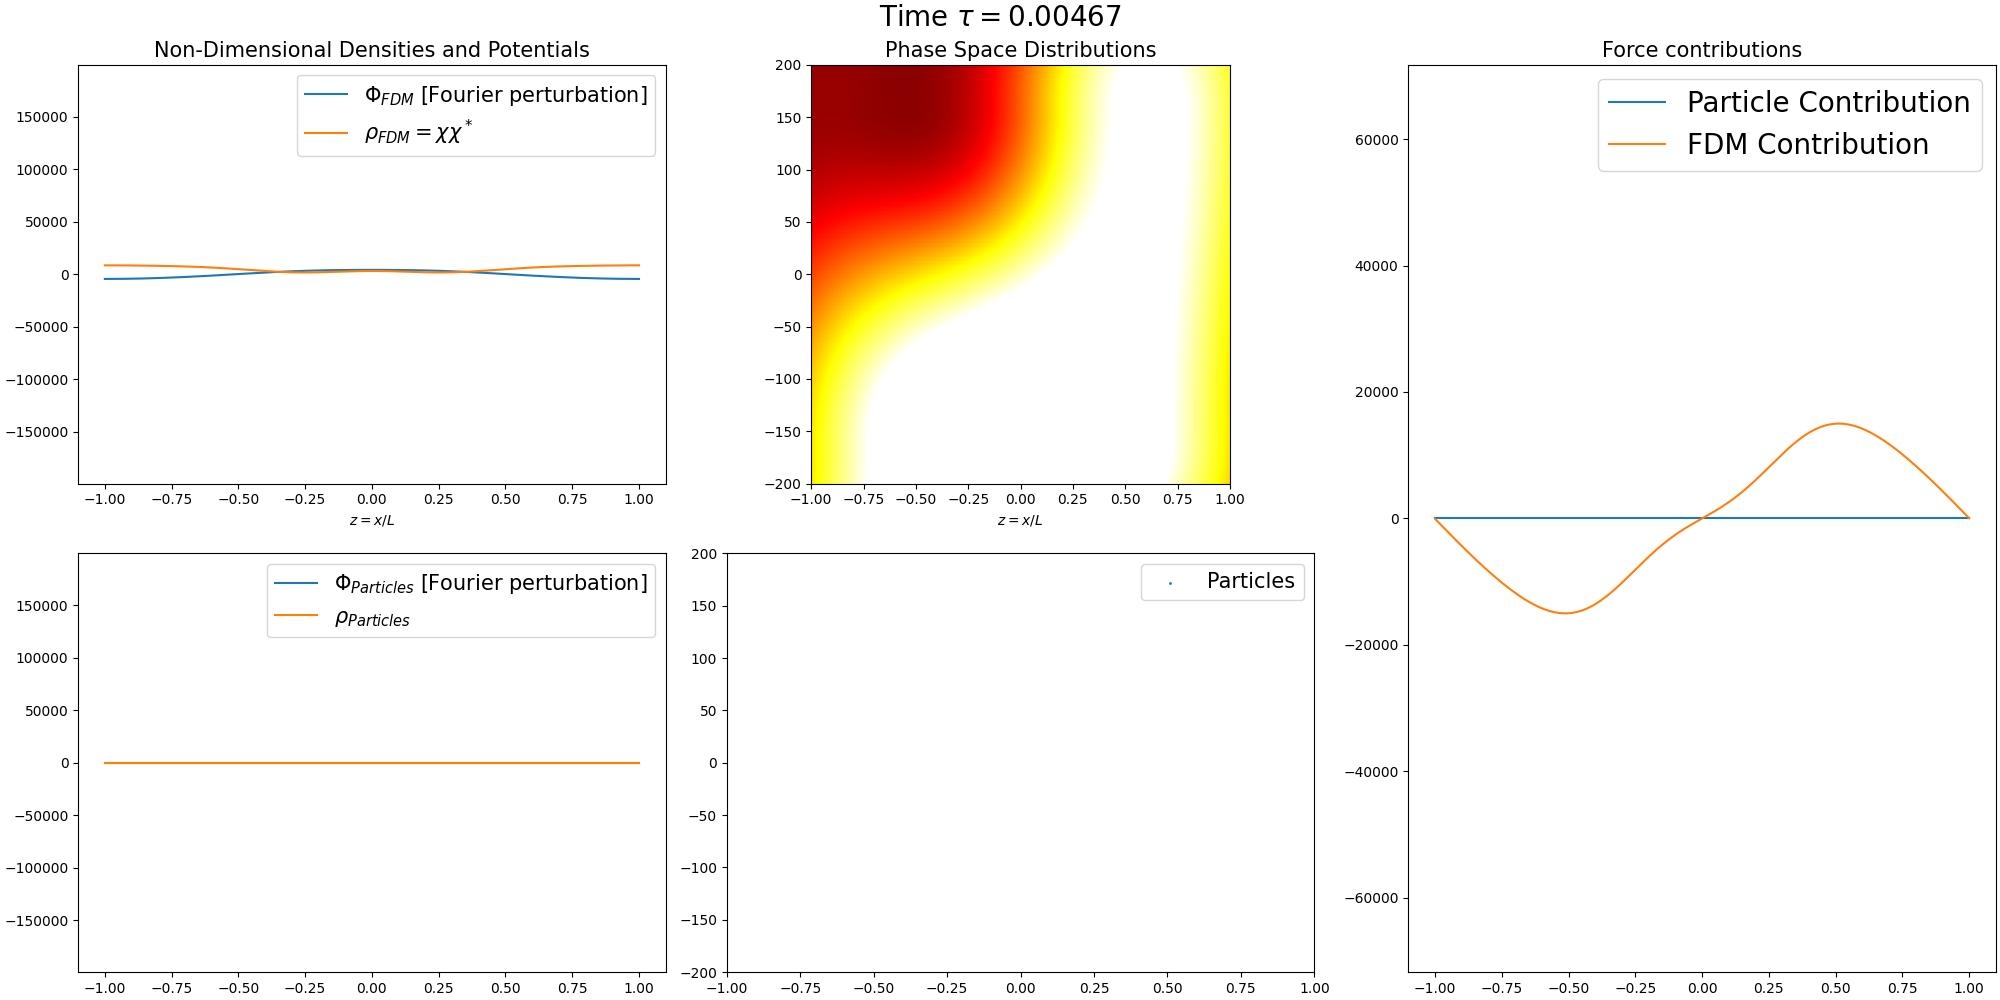 Time τ = 0.00467
Non-Dimensional Densities and Potentials
Φ_FDM [Fourier perturbation]
ρ_FDM = χχ*
150000
100000
50000
0
−50000
−100000
−150000
−1.00 −0.75 −0.50 −0.25 0.00 0.25 0.50 0.75 1.00
z = x/L
Phase Space Distributions
200
150
100
50
0
−50
−100
−150
−200
−1.00 −0.75 −0.50 −0.25 0.00 0.25 0.50 0.75 1.00
z = x/L
Force contributions
Particle Contribution
FDM Contribution
60000
40000
20000
0
−20000
−40000
−60000
−1.00 −0.75 −0.50 −0.25 0.00 0.25 0.50 0.75 1.00
Φ_Particles [Fourier perturbation]
ρ_Particles
150000
100000
50000
0
−50000
−100000
−150000
−1.00 −0.75 −0.50 −0.25 0.00 0.25 0.50 0.75 1.00
Particles
200
150
100
50
0
−50
−100
−150
−200
−1.00 −0.75 −0.50 −0.25 0.00 0.25 0.50 0.75 1.00